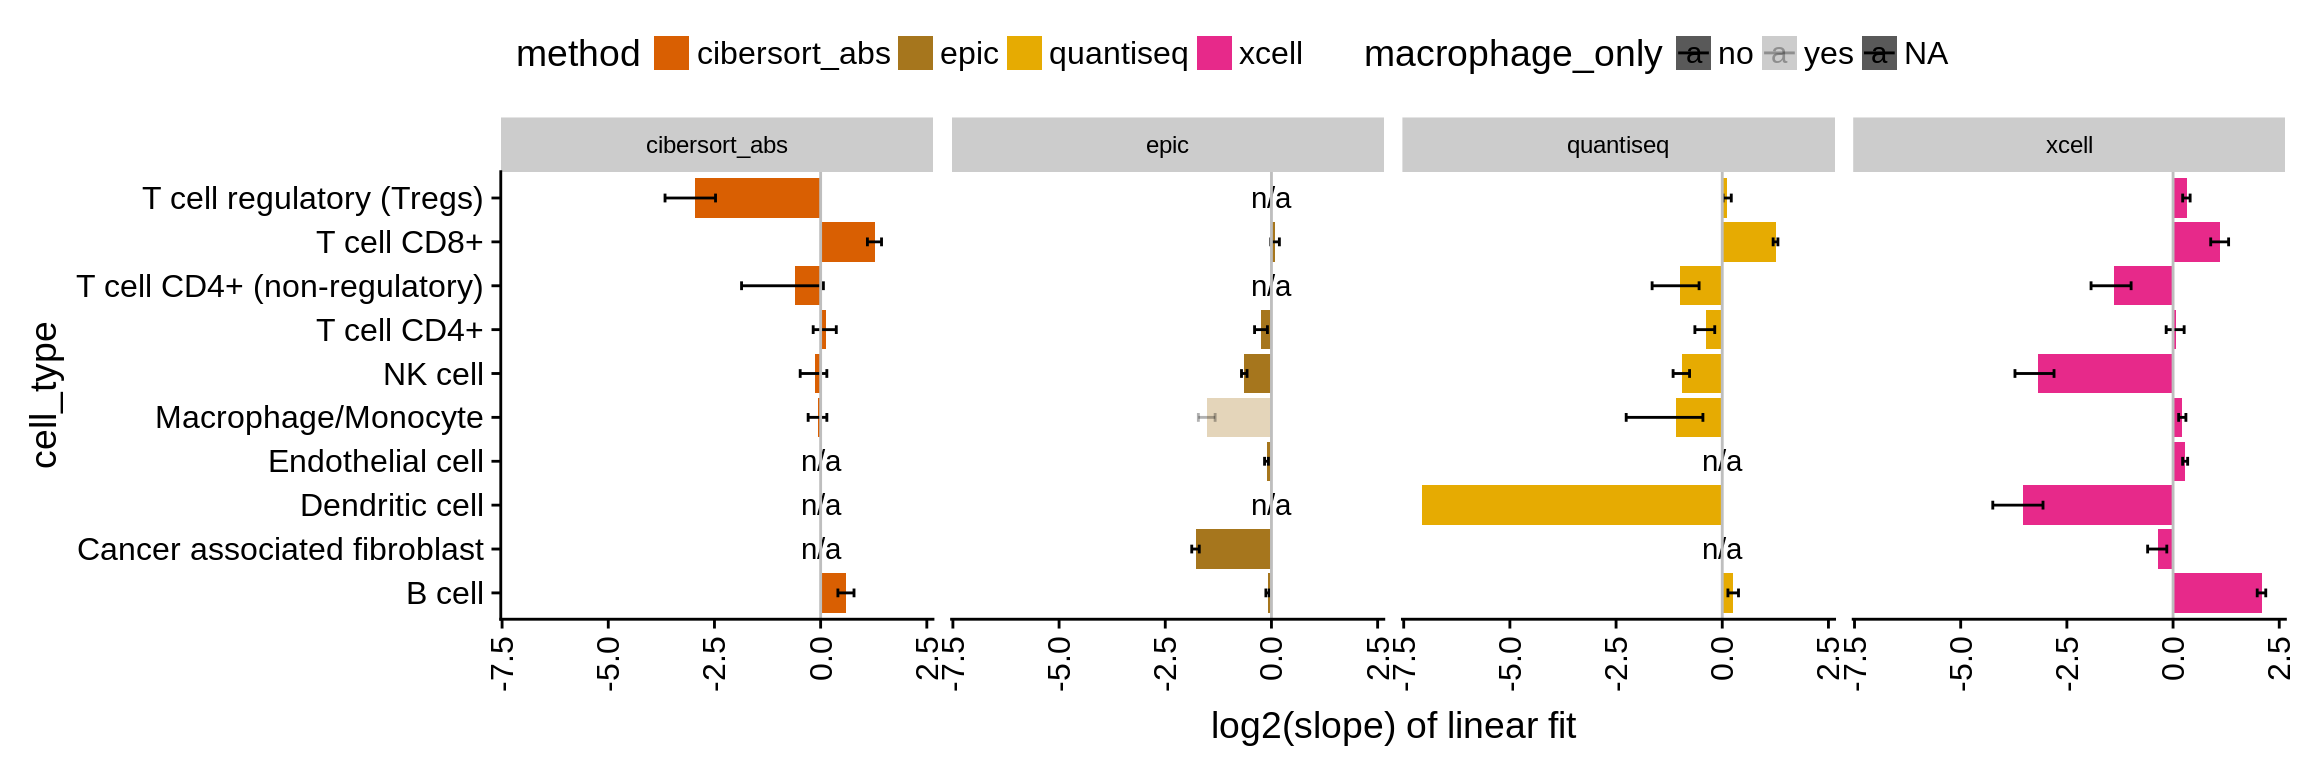 method cibersort_abs epic quantiseq xcell macrophage_only a no a yes a NA
cibersort_abs epic quantiseq xcell
cell_type
T cell regulatory (Tregs) n/a
T cell CD8+
T cell CD4+ (non-regulatory) n/a
T cell CD4+
NK cell
Macrophage/Monocyte
Endothelial cell n/a n/a
Dendritic cell n/a n/a
Cancer associated fibroblast n/a n/a
B cell
-7.5 -5.0 -2.5 0.0 2.5 -7.5 -5.0 -2.5 0.0 2.5 -7.5 -5.0 -2.5 0.0 2.5 -7.5 -5.0 -2.5 0.0 2.5
log2(slope) of linear fit